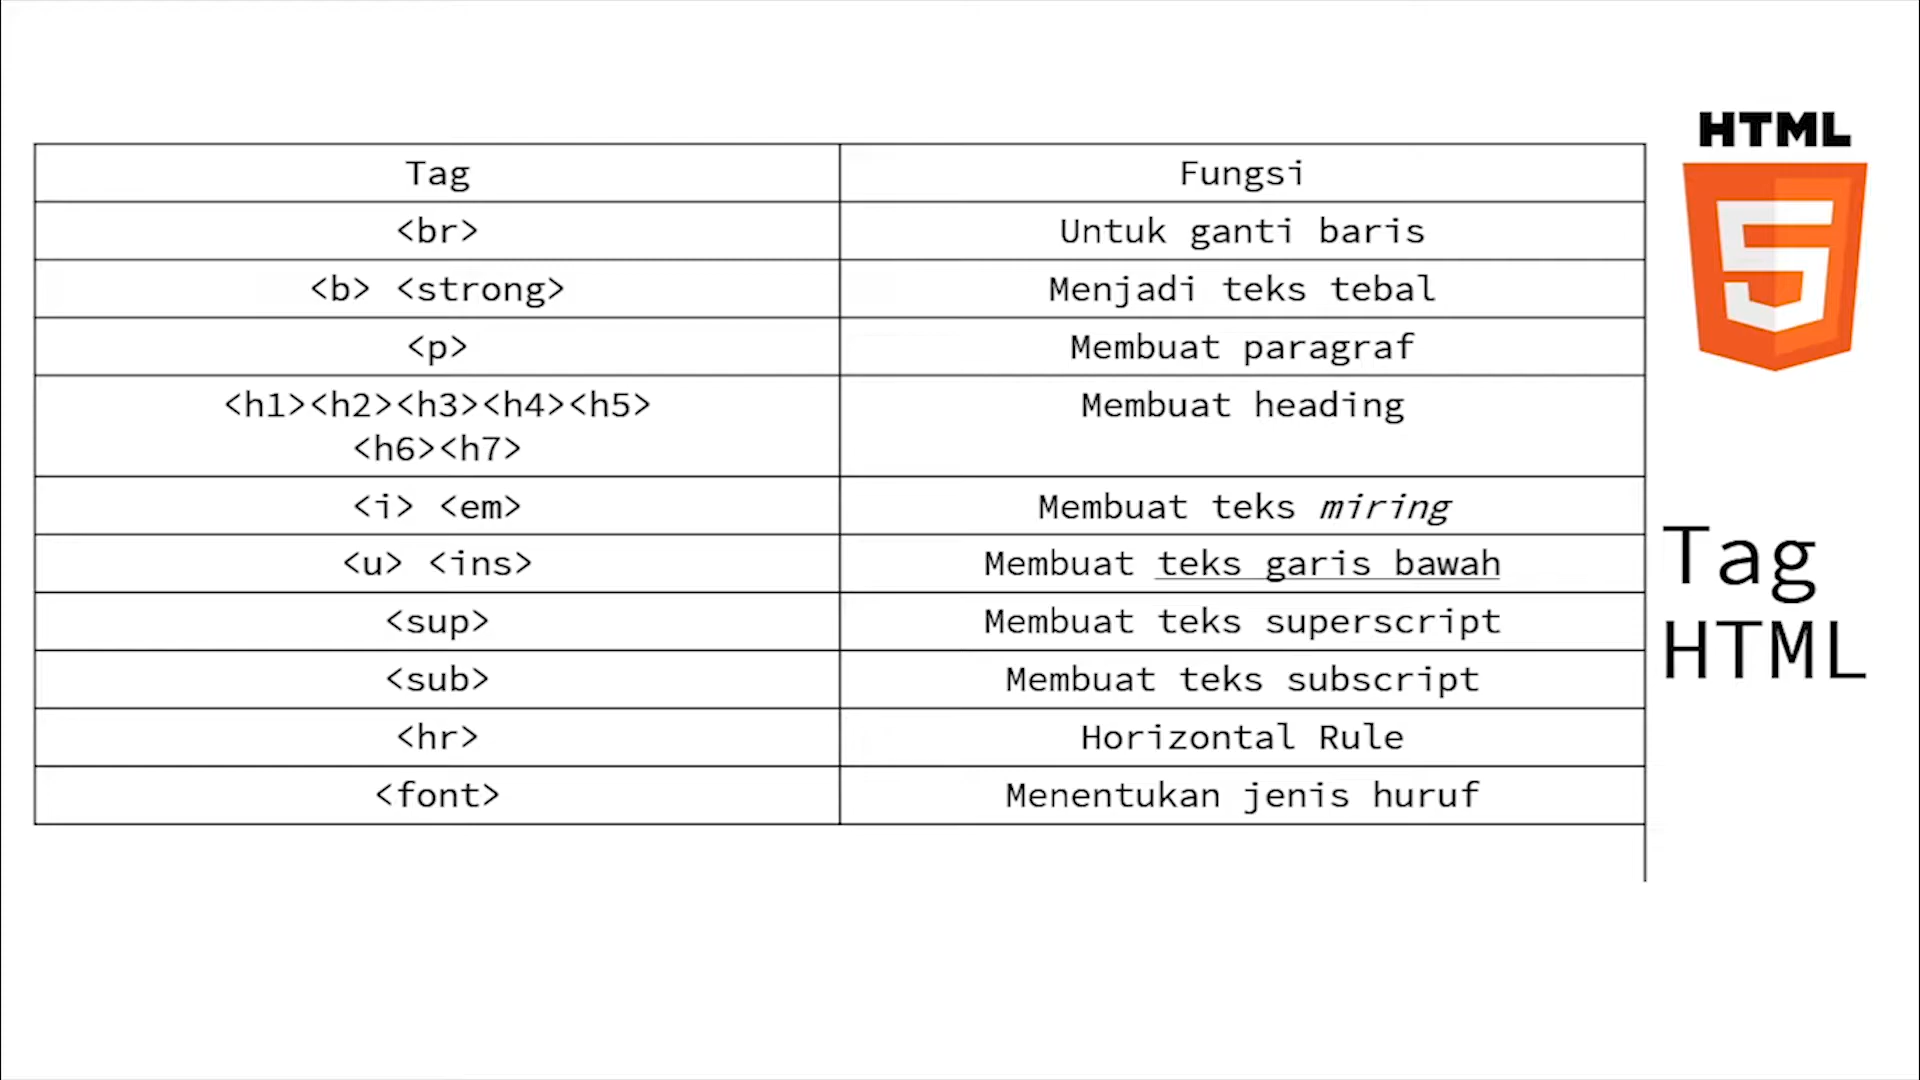 HTML
5
Tag Fungsi
<br> Untuk ganti baris
<b> <strong> Menjadi teks tebal
<p> Membuat paragraf
<h1><h2><h3><h4><h5> Membuat heading
<h6><h7>
<i> <em> Membuat teks miring
<u> <ins> Membuat teks garis bawah
<sup> Membuat teks superscript
<sub> Membuat teks subscript
<hr> Horizontal Rule
<font> Menentukan jenis huruf
Tag
HTML